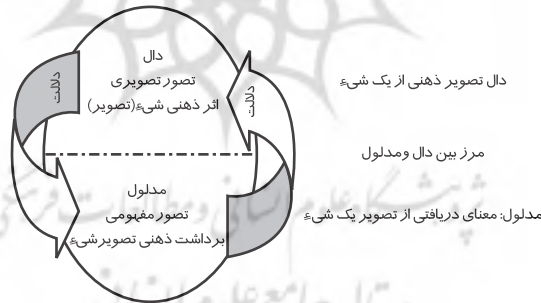 دال
تصور تصویری
اثر ذهنی شیء(تصویر)
دلالت
دلالت
مدلول
تصور مفهومی
برداشت ذهنی تصویرشیء
دال تصویر ذهنی از یک شیء
مرز بین دال ومدلول
مدلول: معنای دریافتی از تصویر یک شیء